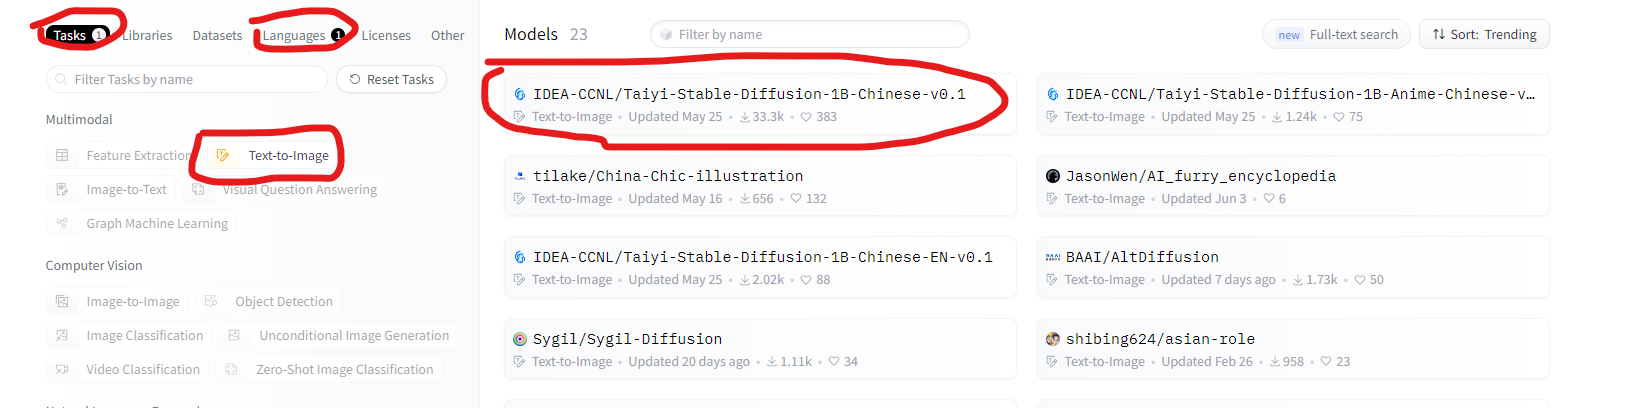 Tasks 1 Libraries Datasets Languages 1 Licenses Other
Filter Tasks by name Reset Tasks
Multimodal
Feature Extraction Text-to-Image
Image-to-Text Visual Question Answering
Graph Machine Learning
Computer Vision
Image-to-Image Object Detection
Image Classification Unconditional Image Generation
Video Classification Zero-Shot Image Classification
Models 23 Filter by name new Full-text search Sort: Trending
IDEA-CCNL/Taiyi-Stable-Diffusion-1B-Chinese-v0.1
Text-to-Image • Updated May 25 • 33.3k • 383
IDEA-CCNL/Taiyi-Stable-Diffusion-1B-Anime-Chinese-v…
Text-to-Image • Updated May 25 • 1.24k • 75
tilake/China-Chic-illustration
Text-to-Image • Updated May 16 • 656 • 132
JasonWen/AI_furry_encyclopedia
Text-to-Image • Updated Jun 3 • 6
IDEA-CCNL/Taiyi-Stable-Diffusion-1B-Chinese-EN-v0.1
Text-to-Image • Updated May 25 • 2.02k • 88
BAAI/AltDiffusion
Text-to-Image • Updated 7 days ago • 1.73k • 50
Sygil/Sygil-Diffusion
Text-to-Image • Updated 20 days ago • 1.11k • 34
shibing624/asian-role
Text-to-Image • Updated Feb 26 • 958 • 23